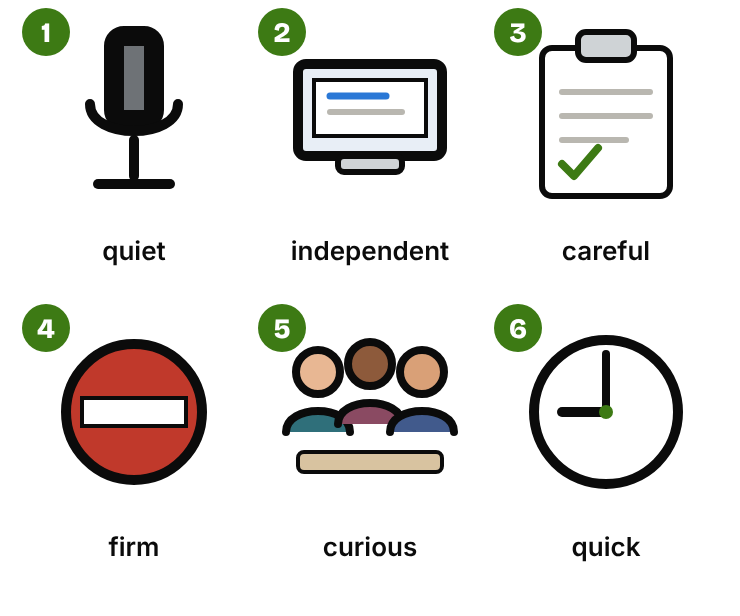 1
2
3
quiet
independent
careful
4
5
6
firm
curious
quick